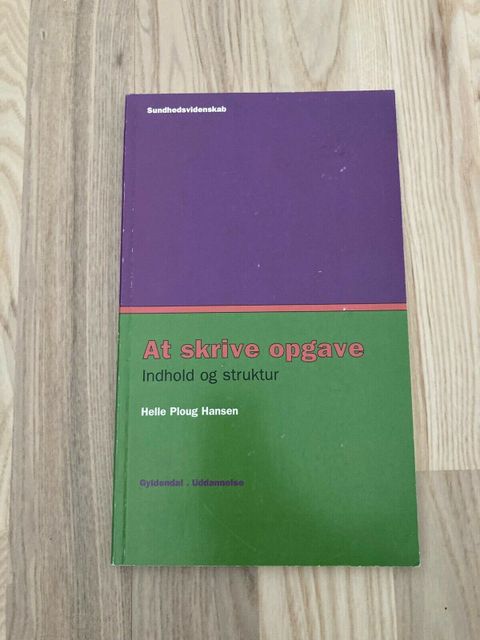 Sundhedsvidenskab
At skrive opgave
Indhold og struktur
Helle Ploug Hansen
Gyldendal . Uddannelse